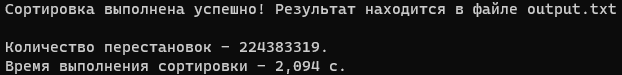 Сортировка выполнена успешно! Результат находится в файле output.txt
Количество перестановок – 224383319.
Время выполнения сортировки – 2,094 с.